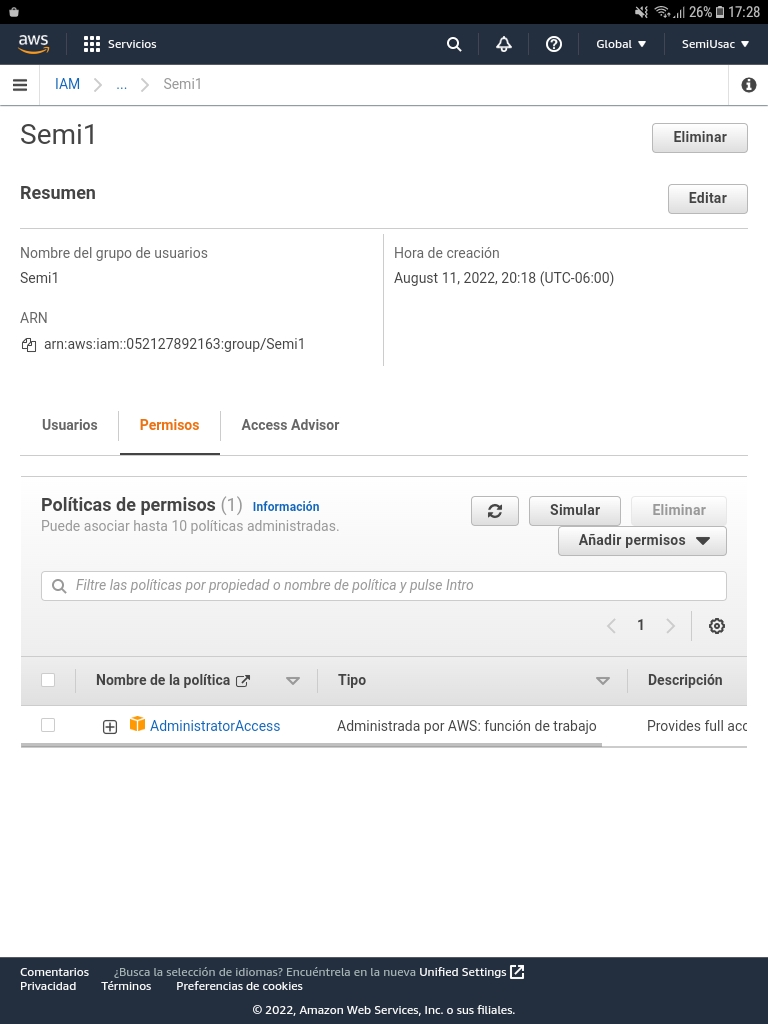 26% 17:28
aws Servicios Global SemiUsac
IAM ... Semi1
Semi1
Eliminar
Resumen
Editar
Nombre del grupo de usuarios
Semi1
Hora de creación
August 11, 2022, 20:18 (UTC-06:00)
ARN
arn:aws:iam::052127892163:group/Semi1
Usuarios Permisos Access Advisor
Políticas de permisos (1) Información
Puede asociar hasta 10 políticas administradas.
Simular Eliminar
Añadir permisos
Filtre las políticas por propiedad o nombre de política y pulse Intro
1
Nombre de la política Tipo Descripción
AdministratorAccess Administrada por AWS: función de trabajo Provides full acc
Comentarios ¿Busca la selección de idiomas? Encuéntrela en la nueva Unified Settings
Privacidad Términos Preferencias de cookies
© 2022, Amazon Web Services, Inc. o sus filiales.